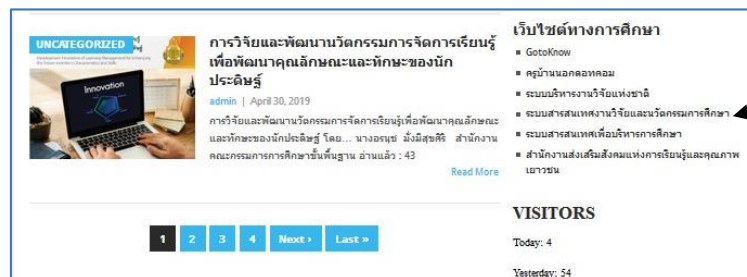 UNCATEGORIZED
Innovation
การวิจัยและพัฒนานวัตกรรมการจัดการเรียนรู้
เพื่อพัฒนาคุณลักษณะและทักษะของนัก
ประดิษฐ์
admin | April 30, 2019
การวิจัยและพัฒนานวัตกรรมการจัดการเรียนรู้เพื่อพัฒนาคุณลักษณะ
และทักษะของนักประดิษฐ์ โดย... นางอรนุช มั่งมีสุขศิริ สำนักงาน
คณะกรรมการการศึกษาขั้นพื้นฐาน อ่านแล้ว : 43
Read More
1 2 3 4 Next › Last »
เว็บไซต์ทางการศึกษา
GotoKnow
ครูบ้านนอกดอทคอม
ระบบบริหารงานวิจัยแห่งชาติ
ระบบสารสนเทศงานวิจัยและนวัตกรรมการศึกษา
ระบบสารสนเทศเพื่อบริหารการศึกษา
สำนักงานส่งเสริมสังคมแห่งการเรียนรู้และคุณภาพ
เยาวชน
VISITORS
Today: 4
Yesterday: 54